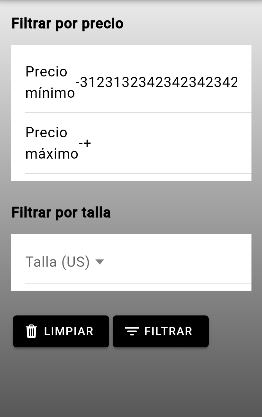 Filtrar por precio
Precio
mínimo
-3123132342342342342
Precio
máximo
-+
Filtrar por talla
Talla (US)
LIMPIAR
FILTRAR